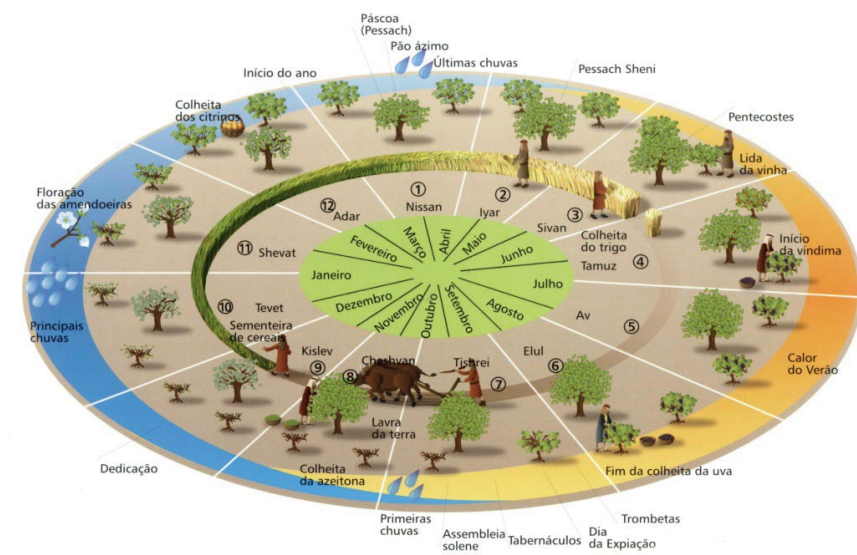 Páscoa
(Pessach)
Pão ázimo
Últimas chuvas
Início do ano
Pessach Sheni
Colheita
dos citrinos
Pentecostes
Lida
da vinha
Floração
das amendoeiras
Início
da vindima
Principais
chuvas
Calor
do Verão
Dedicação
Colheita
da azeitona
Primeiras
chuvas
Assembleia
solene
Tabernáculos
Dia
da Expiação
Trombetas
Fim da colheita da uva
① Nissan
② Iyar
③ Sivan
Colheita
do trigo
④ Tamuz
⑤ Av
⑥ Elul
⑦ Tishrei
⑧ Cheshvan
Lavra
da terra
⑨ Kislev
⑩ Tevet
Sementeira
de cereais
⑪ Shevat
⑫ Adar
Março
Abril
Maio
Junho
Julho
Agosto
Setembro
Outubro
Novembro
Dezembro
Janeiro
Fevereiro